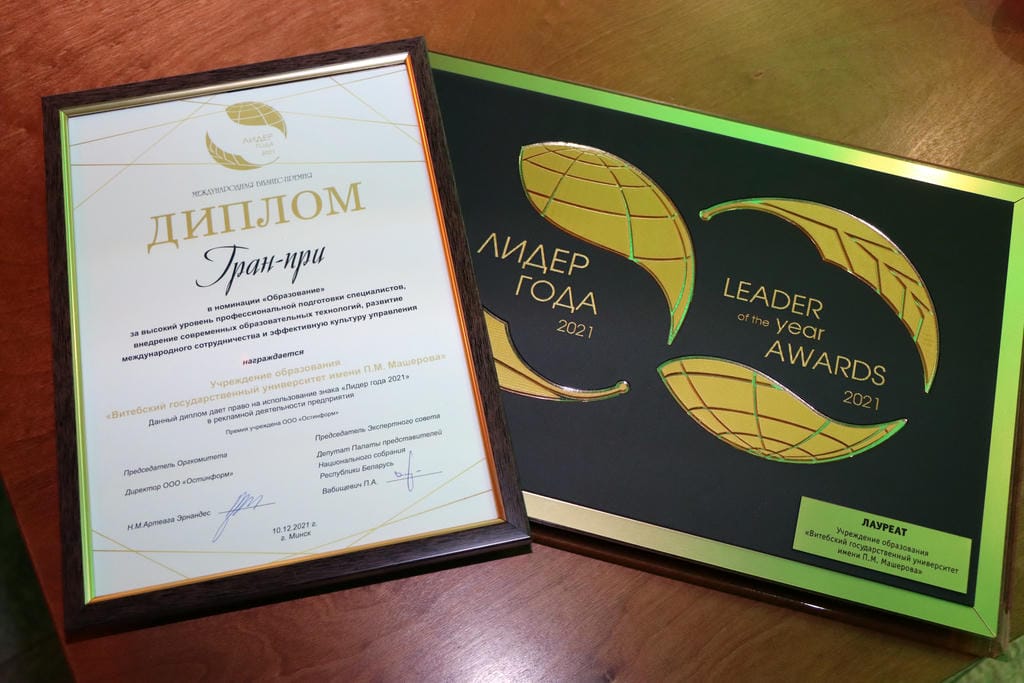 ЛИДЕР
ГОДА
2021
МЕЖДУНАРОДНАЯ БИЗНЕС-ПРЕМИЯ
ДИПЛОМ
Гран-при
в номинации «Образование»
за высокий уровень профессиональной подготовки специалистов,
внедрение современных образовательных технологий, развитие
международного сотрудничества и эффективную культуру управления
награждается
Учреждение образования
«Витебский государственный университет имени П.М. Машерова»
Данный диплом дает право на использование знака «Лидер года 2021»
в рекламной деятельности предприятия
Премия учреждена ООО «Остинформ»
Председатель Оргкомитета
Директор ООО «Остинформ»
Н.М.Артеага Эрнандес
Председатель Экспертного совета
Депутат Палаты представителей
Национального собрания
Республики Беларусь
Вабищевич П.А.
10.12.2021 г.
г. Минск
ЛИДЕР
ГОДА
2021
LEADER
of the year
AWARDS
2021
ЛАУРЕАТ
Учреждение образования
«Витебский государственный университет
имени П.М. Машерова»